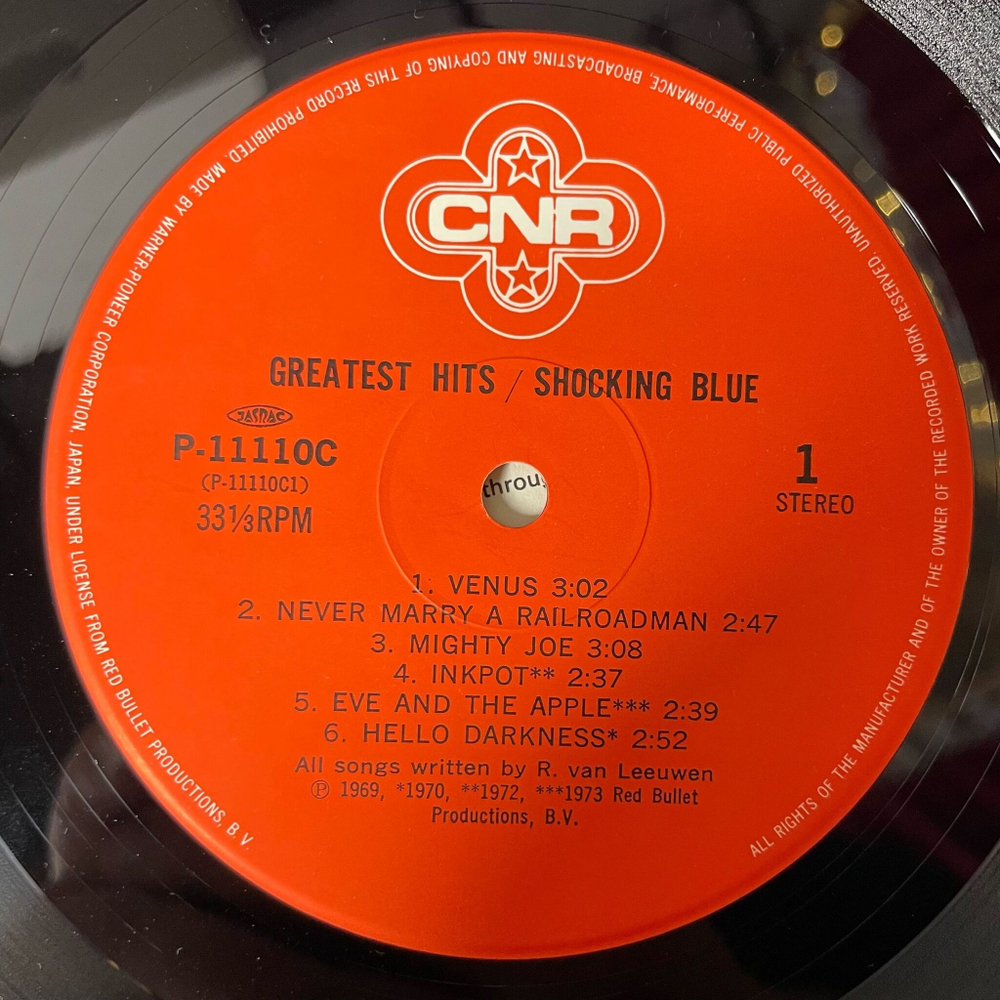 CNR
GREATEST HITS / SHOCKING BLUE
JASRAC
P-11110C
(P-11110C1)
33⅓RPM
1
STEREO
throu
1. VENUS 3:02
2. NEVER MARRY A RAILROADMAN 2:47
3. MIGHTY JOE 3:08
4. INKPOT** 2:37
5. EVE AND THE APPLE*** 2:39
6. HELLO DARKNESS* 2:52
All songs written by R. van Leeuwen
Ⓟ 1969, *1970, **1972, ***1973 Red Bullet
Productions, B.V.
ALL RIGHTS OF THE MANUFACTURER AND OF THE OWNER OF THE RECORDED WORK RESERVED. UNAUTHORIZED PUBLIC PERFORMANCE, BROADCASTING AND COPYING OF THIS RECORD PROHIBITED. MADE BY WARNER-PIONEER CORPORATION, JAPAN, UNDER LICENSE FROM RED BULLET PRODUCTIONS, B.V.